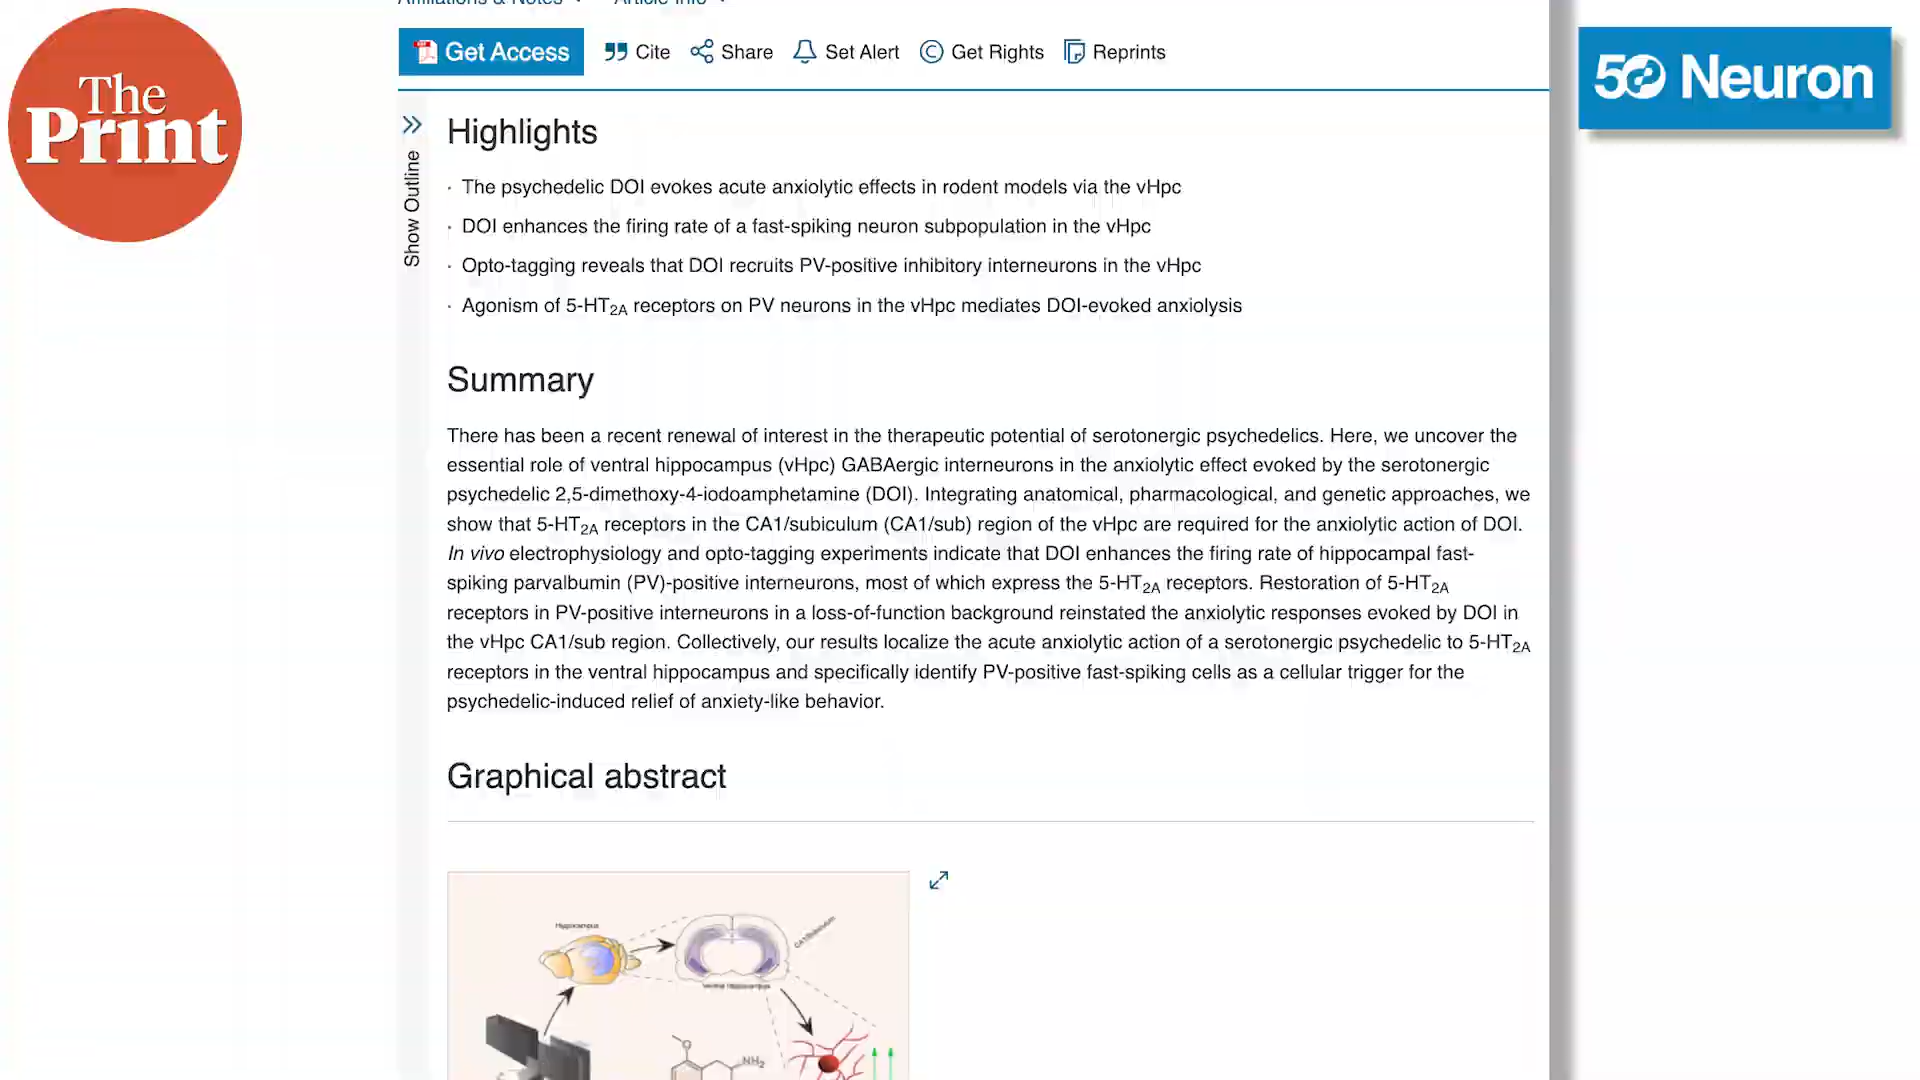 Affiliations & Notes Article Info
The
Print
Get Access Cite Share Set Alert Get Rights Reprints
50 Neuron
Show Outline
Highlights
· The psychedelic DOI evokes acute anxiolytic effects in rodent models via the vHpc
· DOI enhances the firing rate of a fast-spiking neuron subpopulation in the vHpc
· Opto-tagging reveals that DOI recruits PV-positive inhibitory interneurons in the vHpc
· Agonism of 5-HT2A receptors on PV neurons in the vHpc mediates DOI-evoked anxiolysis
Summary
There has been a recent renewal of interest in the therapeutic potential of serotonergic psychedelics. Here, we uncover the
essential role of ventral hippocampus (vHpc) GABAergic interneurons in the anxiolytic effect evoked by the serotonergic
psychedelic 2,5-dimethoxy-4-iodoamphetamine (DOI). Integrating anatomical, pharmacological, and genetic approaches, we
show that 5-HT2A receptors in the CA1/subiculum (CA1/sub) region of the vHpc are required for the anxiolytic action of DOI.
In vivo electrophysiology and opto-tagging experiments indicate that DOI enhances the firing rate of hippocampal fast-
spiking parvalbumin (PV)-positive interneurons, most of which express the 5-HT2A receptors. Restoration of 5-HT2A
receptors in PV-positive interneurons in a loss-of-function background reinstated the anxiolytic responses evoked by DOI in
the vHpc CA1/sub region. Collectively, our results localize the acute anxiolytic action of a serotonergic psychedelic to 5-HT2A
receptors in the ventral hippocampus and specifically identify PV-positive fast-spiking cells as a cellular trigger for the
psychedelic-induced relief of anxiety-like behavior.
Graphical abstract
Hippocampus
CA1/Subiculum
Ventral Hippocampus
O
NH2